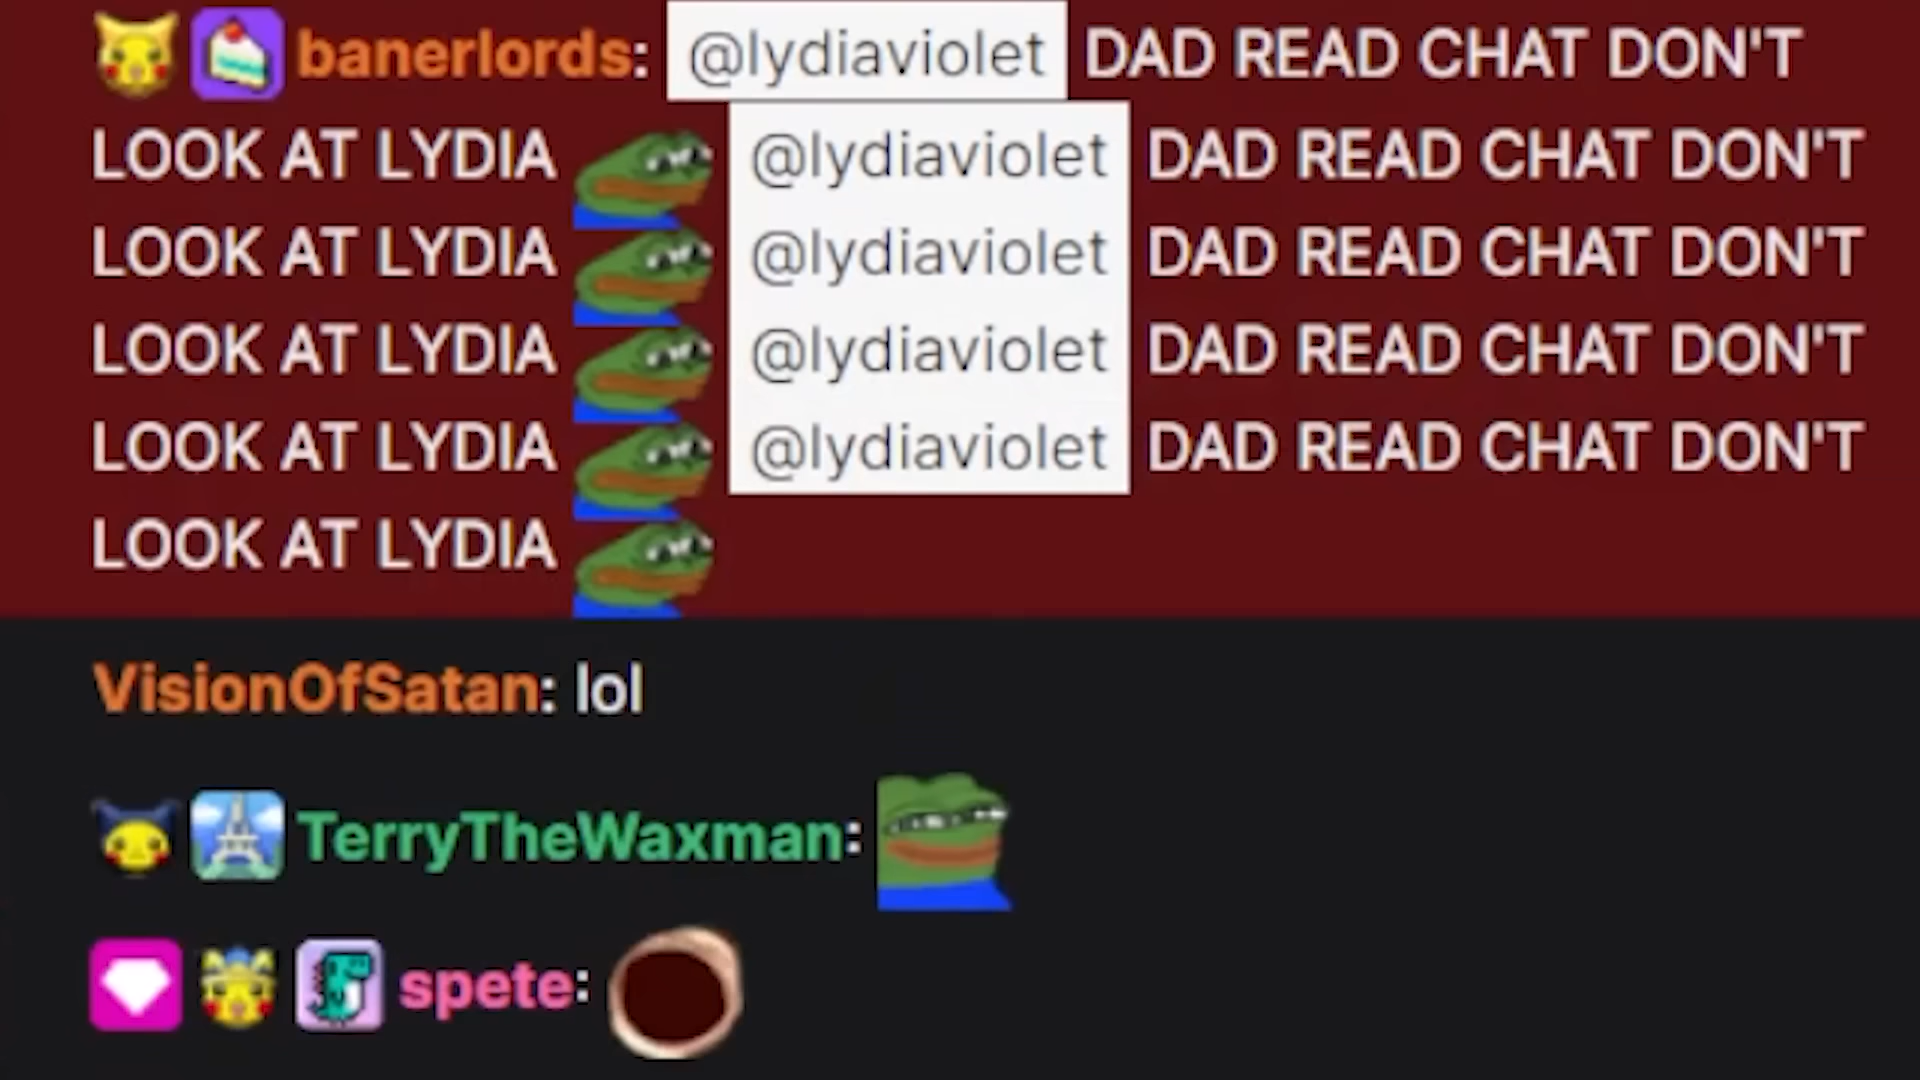 banerlords: @lydiaviolet DAD READ CHAT DON'T
LOOK AT LYDIA @lydiaviolet DAD READ CHAT DON'T
LOOK AT LYDIA @lydiaviolet DAD READ CHAT DON'T
LOOK AT LYDIA @lydiaviolet DAD READ CHAT DON'T
LOOK AT LYDIA @lydiaviolet DAD READ CHAT DON'T
LOOK AT LYDIA
VisionOfSatan: lol
TerryTheWaxman:
spete: